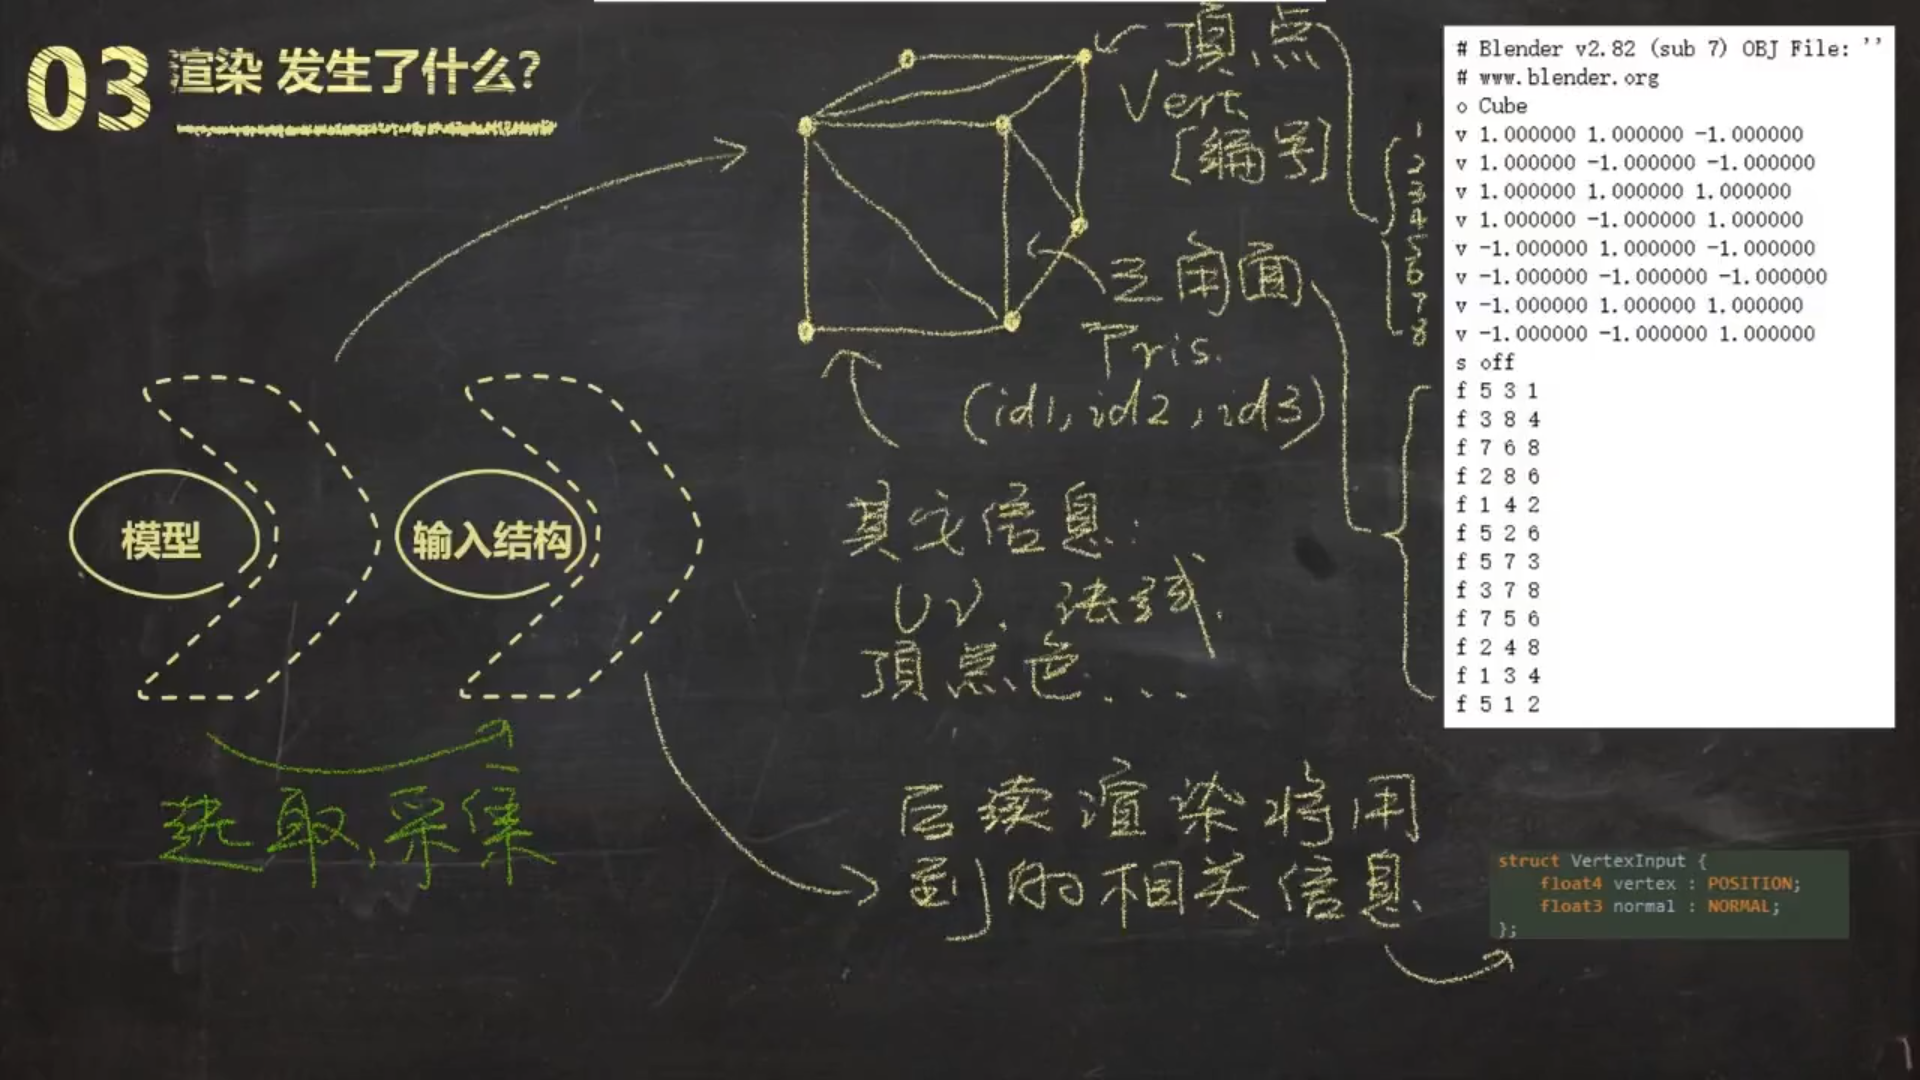 03 渲染 发生了什么?
模型
输入结构
选取,采集
頂点
Vert
[编号]
三角面
Tris.
(id1,id2,id3)
其它信息:
UV.法线.
頂点色...
后续渲染将用
到的相关信息
1
2
3
4
5
6
7
8
# Blender v2.82 (sub 7) OBJ File: ''
# www.blender.org
o Cube
v 1.000000 1.000000 -1.000000
v 1.000000 -1.000000 -1.000000
v 1.000000 1.000000 1.000000
v 1.000000 -1.000000 1.000000
v -1.000000 1.000000 -1.000000
v -1.000000 -1.000000 -1.000000
v -1.000000 1.000000 1.000000
v -1.000000 -1.000000 1.000000
s off
f 5 3 1
f 3 8 4
f 7 6 8
f 2 8 6
f 1 4 2
f 5 2 6
f 5 7 3
f 3 7 8
f 7 5 6
f 2 4 8
f 1 3 4
f 5 1 2
struct VertexInput {
float4 vertex : POSITION;
float3 normal : NORMAL;
};